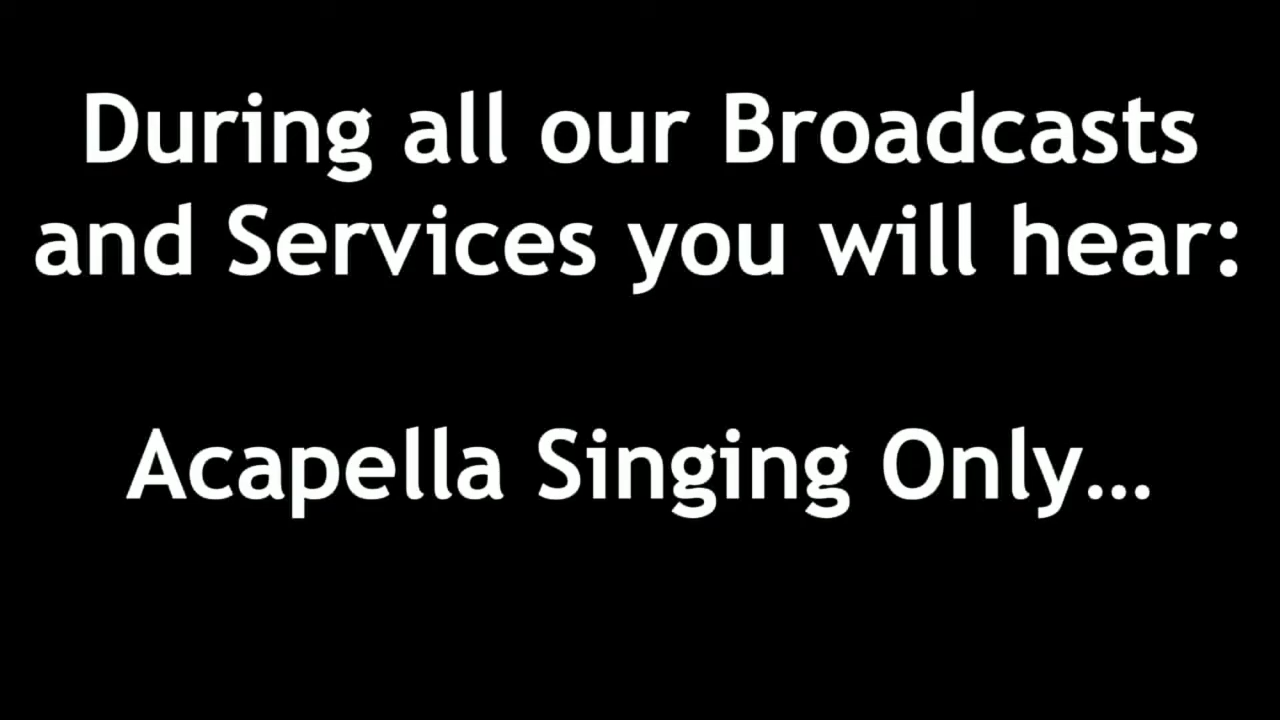 During all our Broadcasts
and Services you will hear:
Acapella Singing Only...